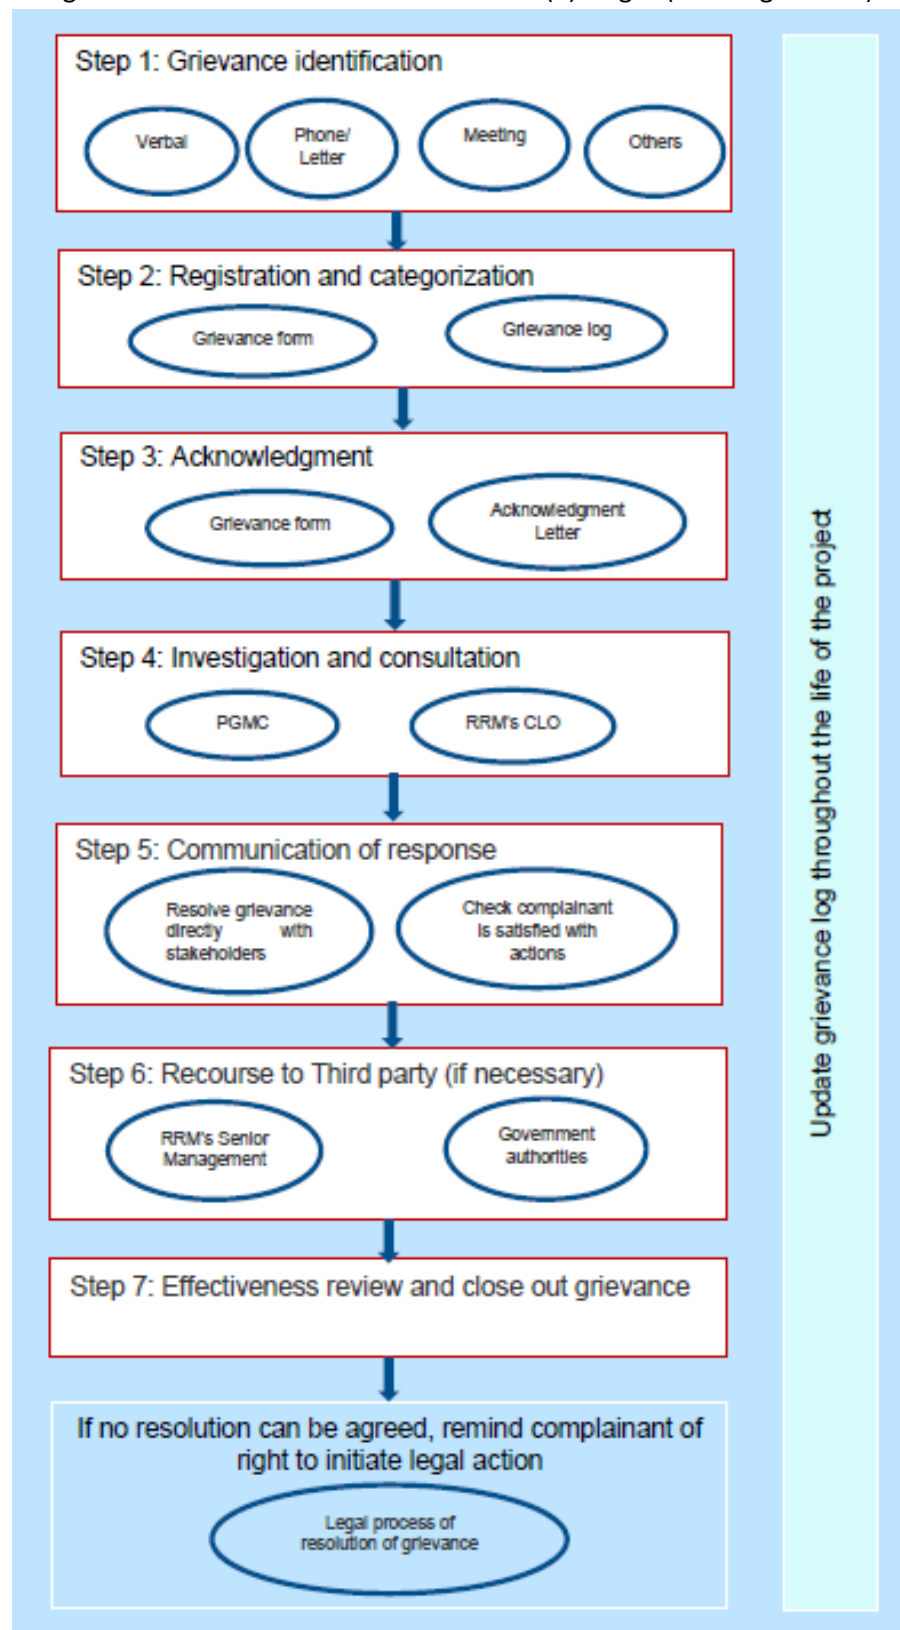 Step 1: Grievance identification
Verbal
Phone/
Letter
Meeting
Others
Step 2: Registration and categorization
Grievance form
Grievance log
Step 3: Acknowledgment
Grievance form
Acknowledgment
Letter
Step 4: Investigation and consultation
PGMC
RRM's CLO
Step 5: Communication of response
Resolve grievance
directly with
stakeholders
Check complainant
is satisfied with
actions
Step 6: Recourse to Third party (if necessary)
RRM's Senior
Management
Government
authorities
Step 7: Effectiveness review and close out grievance
If no resolution can be agreed, remind complainant of
right to initiate legal action
Legal process of
resolution of grievance
Update grievance log throughout the life of the project